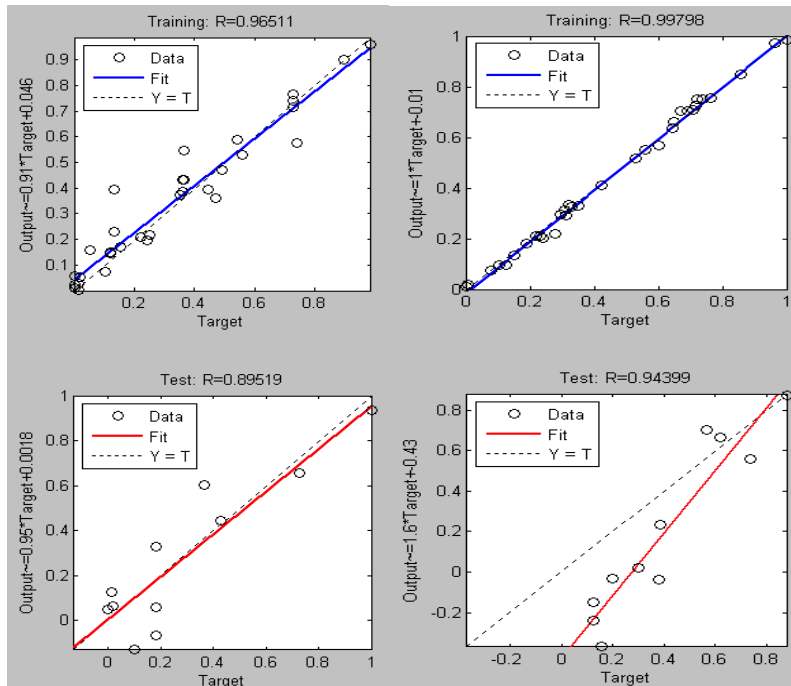 Training: R=0.96511
Output~=0.91*Target+0.046
Data
Fit
Y = T
0.9
0.8
0.7
0.6
0.5
0.4
0.3
0.2
0.1
0.2
0.4
0.6
0.8
Target
Training: R=0.99798
Output~=1*Target+-0.01
Data
Fit
Y = T
1
0.8
0.6
0.4
0.2
0
0
0.2
0.4
0.6
0.8
1
Target
Test: R=0.89519
Output~=0.95*Target+0.0018
Data
Fit
Y = T
1
0.8
0.6
0.4
0.2
0
0
0.2
0.4
0.6
0.8
1
Target
Test: R=0.94399
Output~=1.6*Target+-0.43
Data
Fit
Y = T
0.8
0.6
0.4
0.2
0
-0.2
-0.2
0
0.2
0.4
0.6
0.8
Target